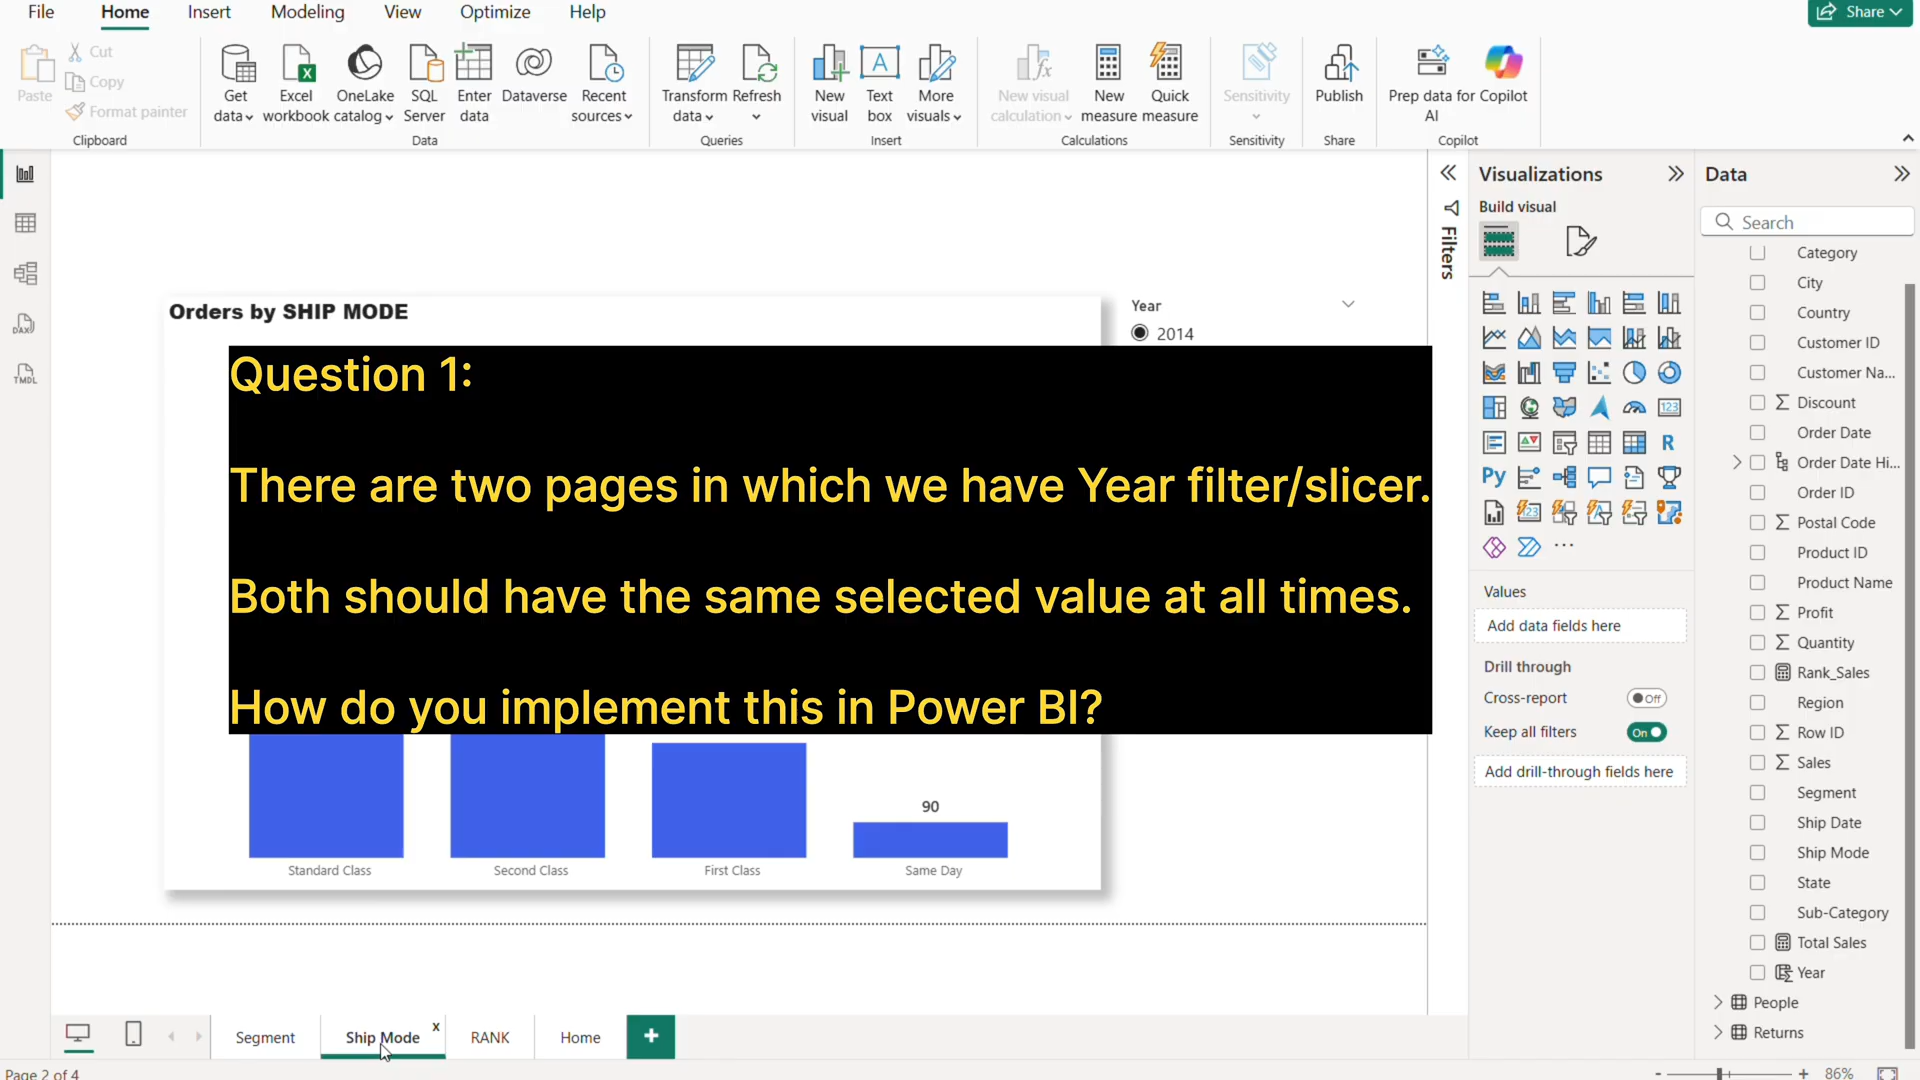 File Home Insert Modeling View Optimize Help
Share
Paste
Cut
Copy
Format painter
Get data
Excel workbook
OneLake catalog
SQL Server
Enter data
Dataverse
Recent sources
Transform data
Refresh
New visual
Text box
More visuals
New visual calculation
New measure
Quick measure
Sensitivity
Publish
Prep data for AI
Copilot
Clipboard
Data
Queries
Insert
Calculations
Sensitivity
Share
Copilot
Orders by SHIP MODE
Year
2014
Question 1:
There are two pages in which we have Year filter/slicer.
Both should have the same selected value at all times.
How do you implement this in Power BI?
90
Standard Class
Second Class
First Class
Same Day
Filters
Visualizations
Build visual
Values
Add data fields here
Drill through
Cross-report
Off
Keep all filters
On
Add drill-through fields here
Data
Search
Category
City
Country
Customer ID
Customer Na...
Discount
Order Date
Order Date Hi...
Order ID
Postal Code
Product ID
Product Name
Profit
Quantity
Rank_Sales
Region
Row ID
Sales
Segment
Ship Date
Ship Mode
State
Sub-Category
Total Sales
Year
People
Returns
DAX
TMDL
Segment
Ship Mode
x
RANK
Home
+
Page 2 of 4
- + 86%